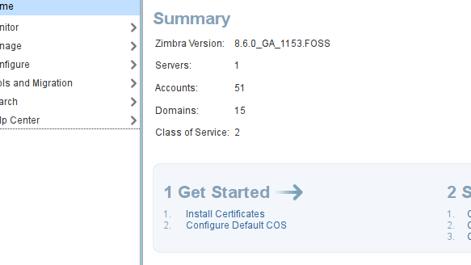 me
nitor
nage
nfigure
ols and Migration
arch
lp Center
Summary
Zimbra Version: 8.6.0_GA_1153.FOSS
Servers: 1
Accounts: 51
Domains: 15
Class of Service: 2
1 Get Started
1. Install Certificates
2. Configure Default COS
2 S
1. C
2. C
3. C